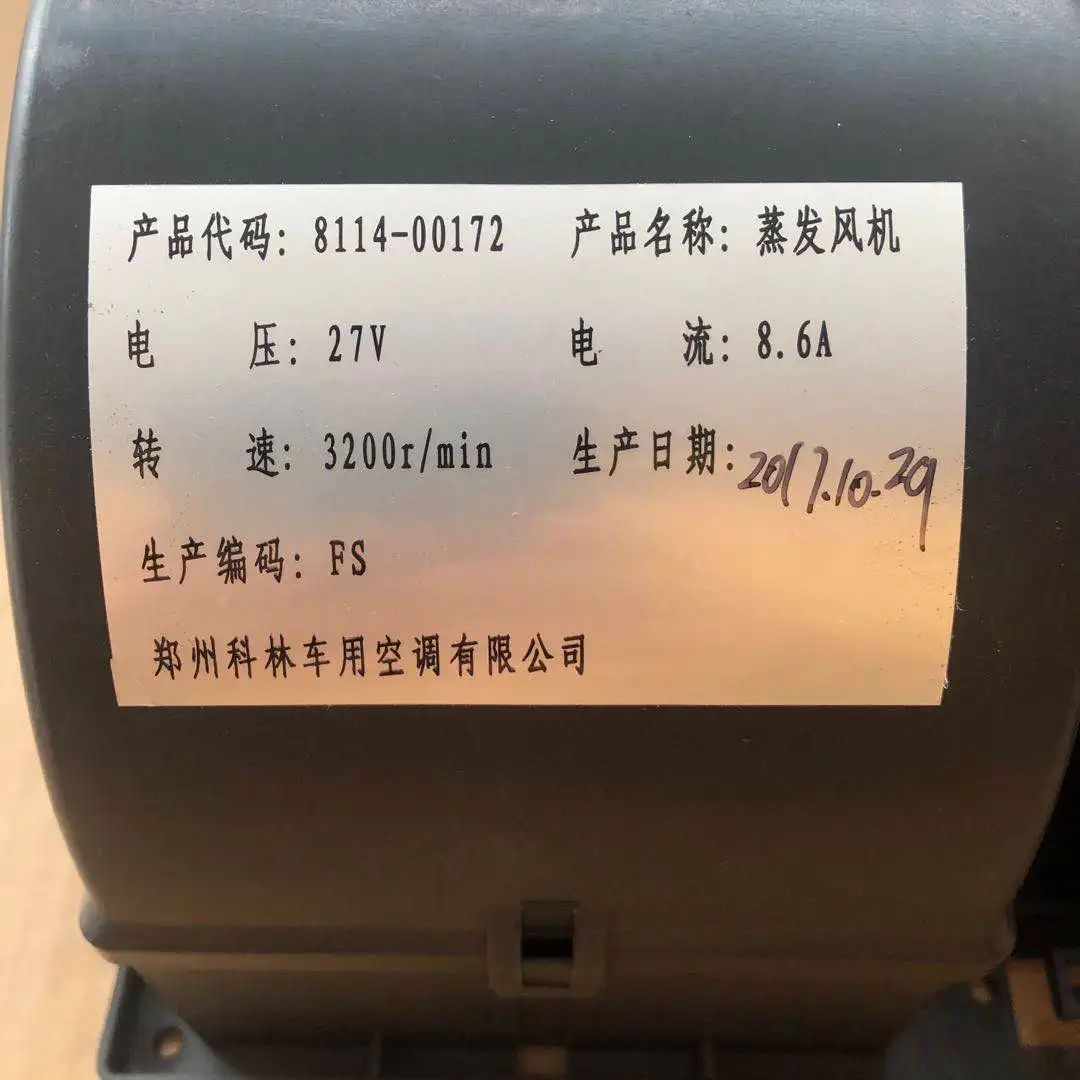 产品代码: 8114-00172 产品名称: 蒸发风机
电 压: 27V 电 流: 8.6A
转 速: 3200r/min 生产日期: 2017.10.29
生产编码: FS
郑州科林车用空调有限公司